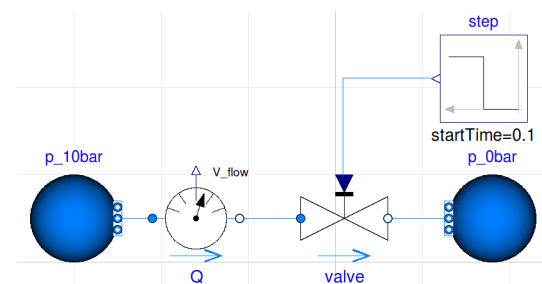 step
startTime=0.1
p_10bar
V_flow
p_0bar
Q
valve